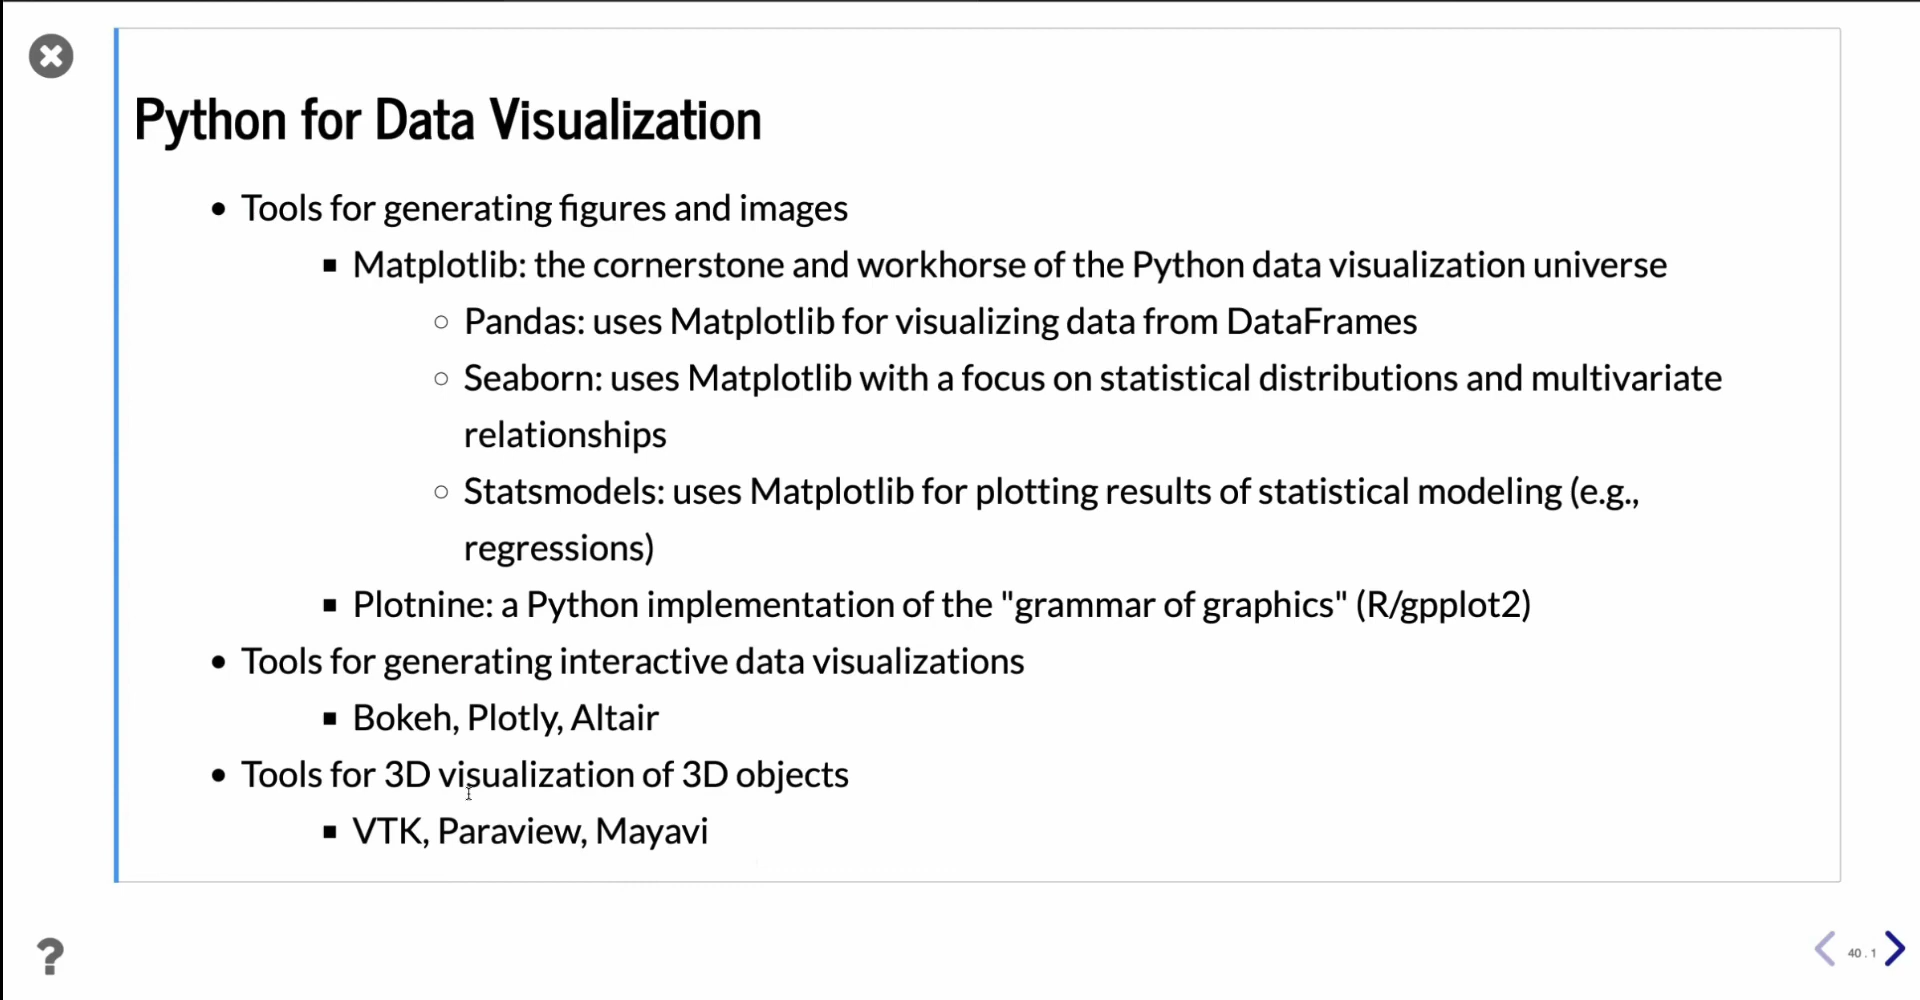 Python for Data Visualization
Tools for generating figures and images
Matplotlib: the cornerstone and workhorse of the Python data visualization universe
Pandas: uses Matplotlib for visualizing data from DataFrames
Seaborn: uses Matplotlib with a focus on statistical distributions and multivariate
relationships
Statsmodels: uses Matplotlib for plotting results of statistical modeling (e.g.,
regressions)
Plotnine: a Python implementation of the "grammar of graphics" (R/gpplot2)
Tools for generating interactive data visualizations
Bokeh, Plotly, Altair
Tools for 3D visualization of 3D objects
VTK, Paraview, Mayavi
?
40 . 1